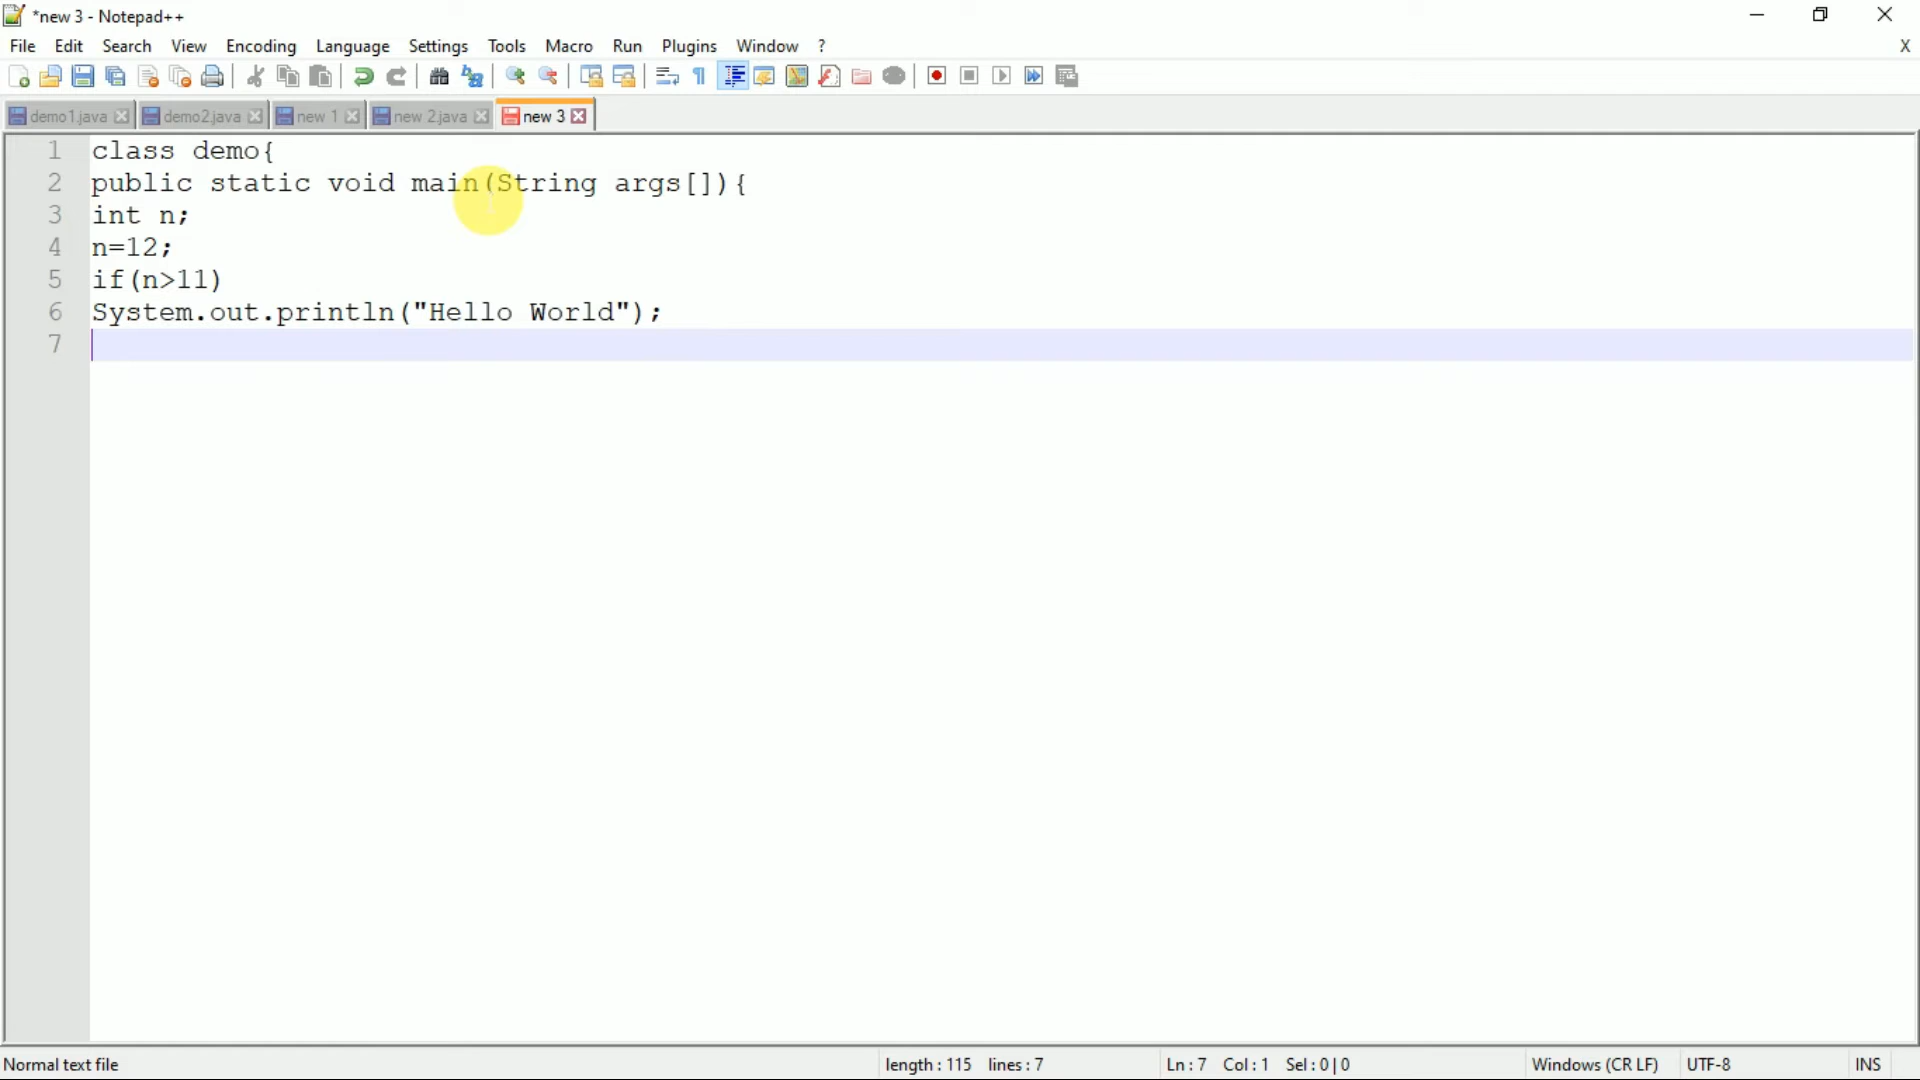 *new 3 - Notepad++
File Edit Search View Encoding Language Settings Tools Macro Run Plugins Window ? X
demo1.java demo2.java new 1 new 2.java new 3
1 class demo{
2 public static void main(String args[]){
3 int n;
4 n=12;
5 if(n>11)
6 System.out.println("Hello World");
7
Normal text file length : 115 lines : 7 Ln : 7 Col : 1 Sel : 0 | 0 Windows (CR LF) UTF-8 INS